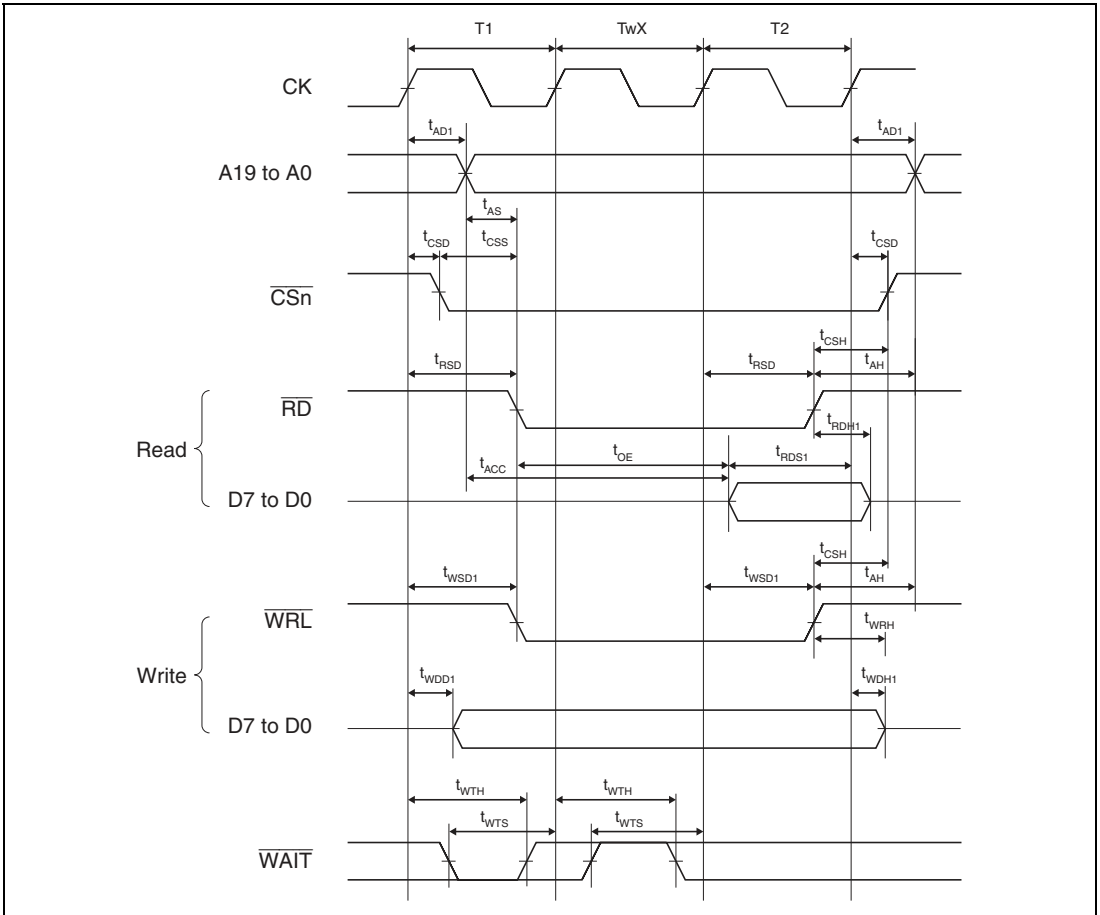 T1 TwX T2
CK
tAD1 tAD1
A19 to A0
tAS
tCSD tCSS tCSD
CSn
tCSH
tRSD tRSD tAH
RD
tRDH1
Read
tOE tRDS1
tACC
D7 to D0
tCSH
tWSD1 tWSD1 tAH
WRL
tWRH
Write
tWDD1 tWDH1
D7 to D0
tWTH tWTH
tWTS tWTS
WAIT